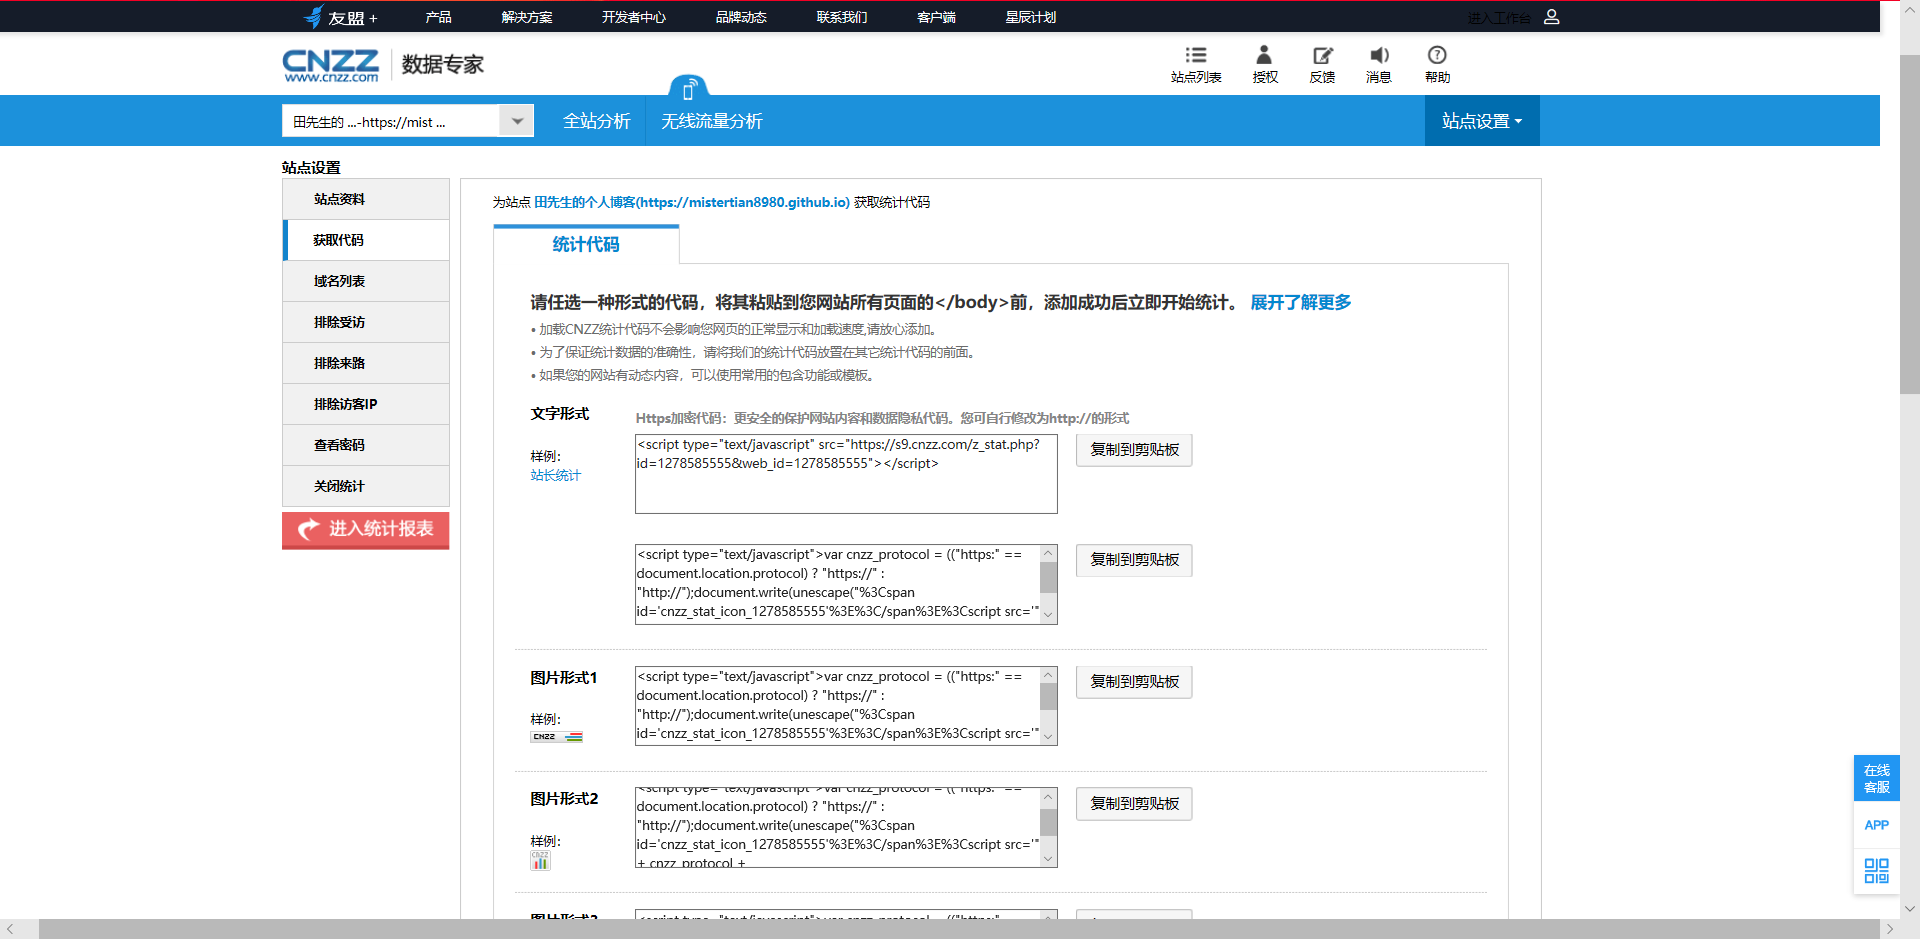 友盟+ 产品 解决方案 开发者中心 品牌动态 联系我们 客户端 星辰计划 进入工作台
CNZZ
www.cnzz.com
数据专家
站点列表 授权 反馈 消息 帮助
田先生的 ...-https://mist ... 全站分析 无线流量分析 站点设置
站点设置
站点资料
获取代码
域名列表
排除受访
排除来路
排除访客IP
查看密码
关闭统计
进入统计报表
为站点 田先生的个人博客(https://mistertian8980.github.io) 获取统计代码
统计代码
请任选一种形式的代码，将其粘贴到您网站所有页面的</body>前，添加成功后立即开始统计。 展开了解更多
• 加载CNZZ统计代码不会影响您网页的正常显示和加载速度,请放心添加。
• 为了保证统计数据的准确性，请将我们的统计代码放置在其它统计代码的前面。
• 如果您的网站有动态内容，可以使用常用的包含功能或模板。
文字形式
Https加密代码：更安全的保护网站内容和数据隐私代码。您可自行修改为http://的形式
样例:
站长统计
<script type="text/javascript" src="https://s9.cnzz.com/z_stat.php?
id=1278585555&web_id=1278585555"></script>
复制到剪贴板
<script type="text/javascript">var cnzz_protocol = (("https:" ==
document.location.protocol) ? "https://" :
"http://");document.write(unescape("%3Cspan
id='cnzz_stat_icon_1278585555'%3E%3C/span%3E%3Cscript src='"
复制到剪贴板
图片形式1
样例:
CNZZ
<script type="text/javascript">var cnzz_protocol = (("https:" ==
document.location.protocol) ? "https://" :
"http://");document.write(unescape("%3Cspan
id='cnzz_stat_icon_1278585555'%3E%3C/span%3E%3Cscript src='"
复制到剪贴板
图片形式2
样例:
CNZZ
<script type="text/javascript">var cnzz_protocol = (("https:" ==
document.location.protocol) ? "https://" :
"http://");document.write(unescape("%3Cspan
id='cnzz_stat_icon_1278585555'%3E%3C/span%3E%3Cscript src='"
+ cnzz_protocol +
复制到剪贴板
图片形式3
<script type="text/javascript">var cnzz_protocol = (("https:" ==
在线
客服
APP